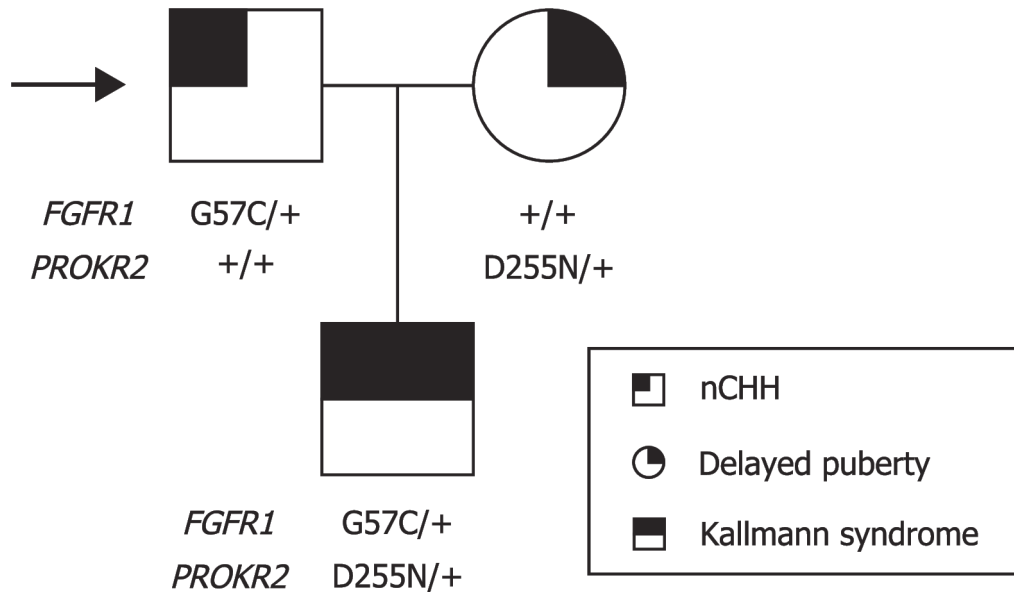 FGFR1 G57C/+ +/+
PROKR2 +/+ D255N/+
nCHH
Delayed puberty
Kallmann syndrome
FGFR1 G57C/+
PROKR2 D255N/+